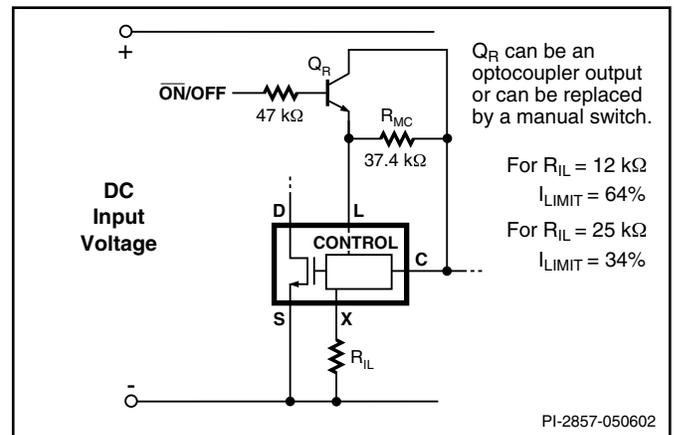 +
Q_R
ON/OFF
47 kΩ
R_MC
37.4 kΩ
Q_R can be an
optocoupler output
or can be replaced
by a manual switch.
For R_IL = 12 kΩ
I_LIMIT = 64%
For R_IL = 25 kΩ
I_LIMIT = 34%
DC
Input
Voltage
D
L
CONTROL
C
S
X
R_IL
-
PI-2857-050602